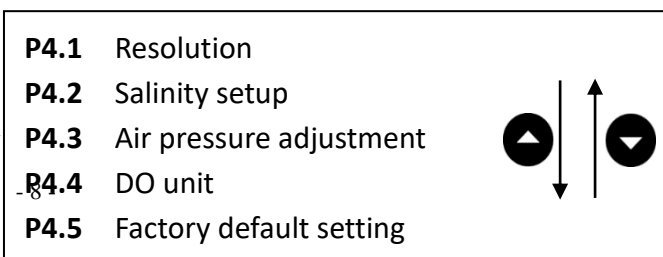 P4.1 Resolution
P4.2 Salinity setup
P4.3 Air pressure adjustment
- 8 -
P4.4 DO unit
P4.5 Factory default setting